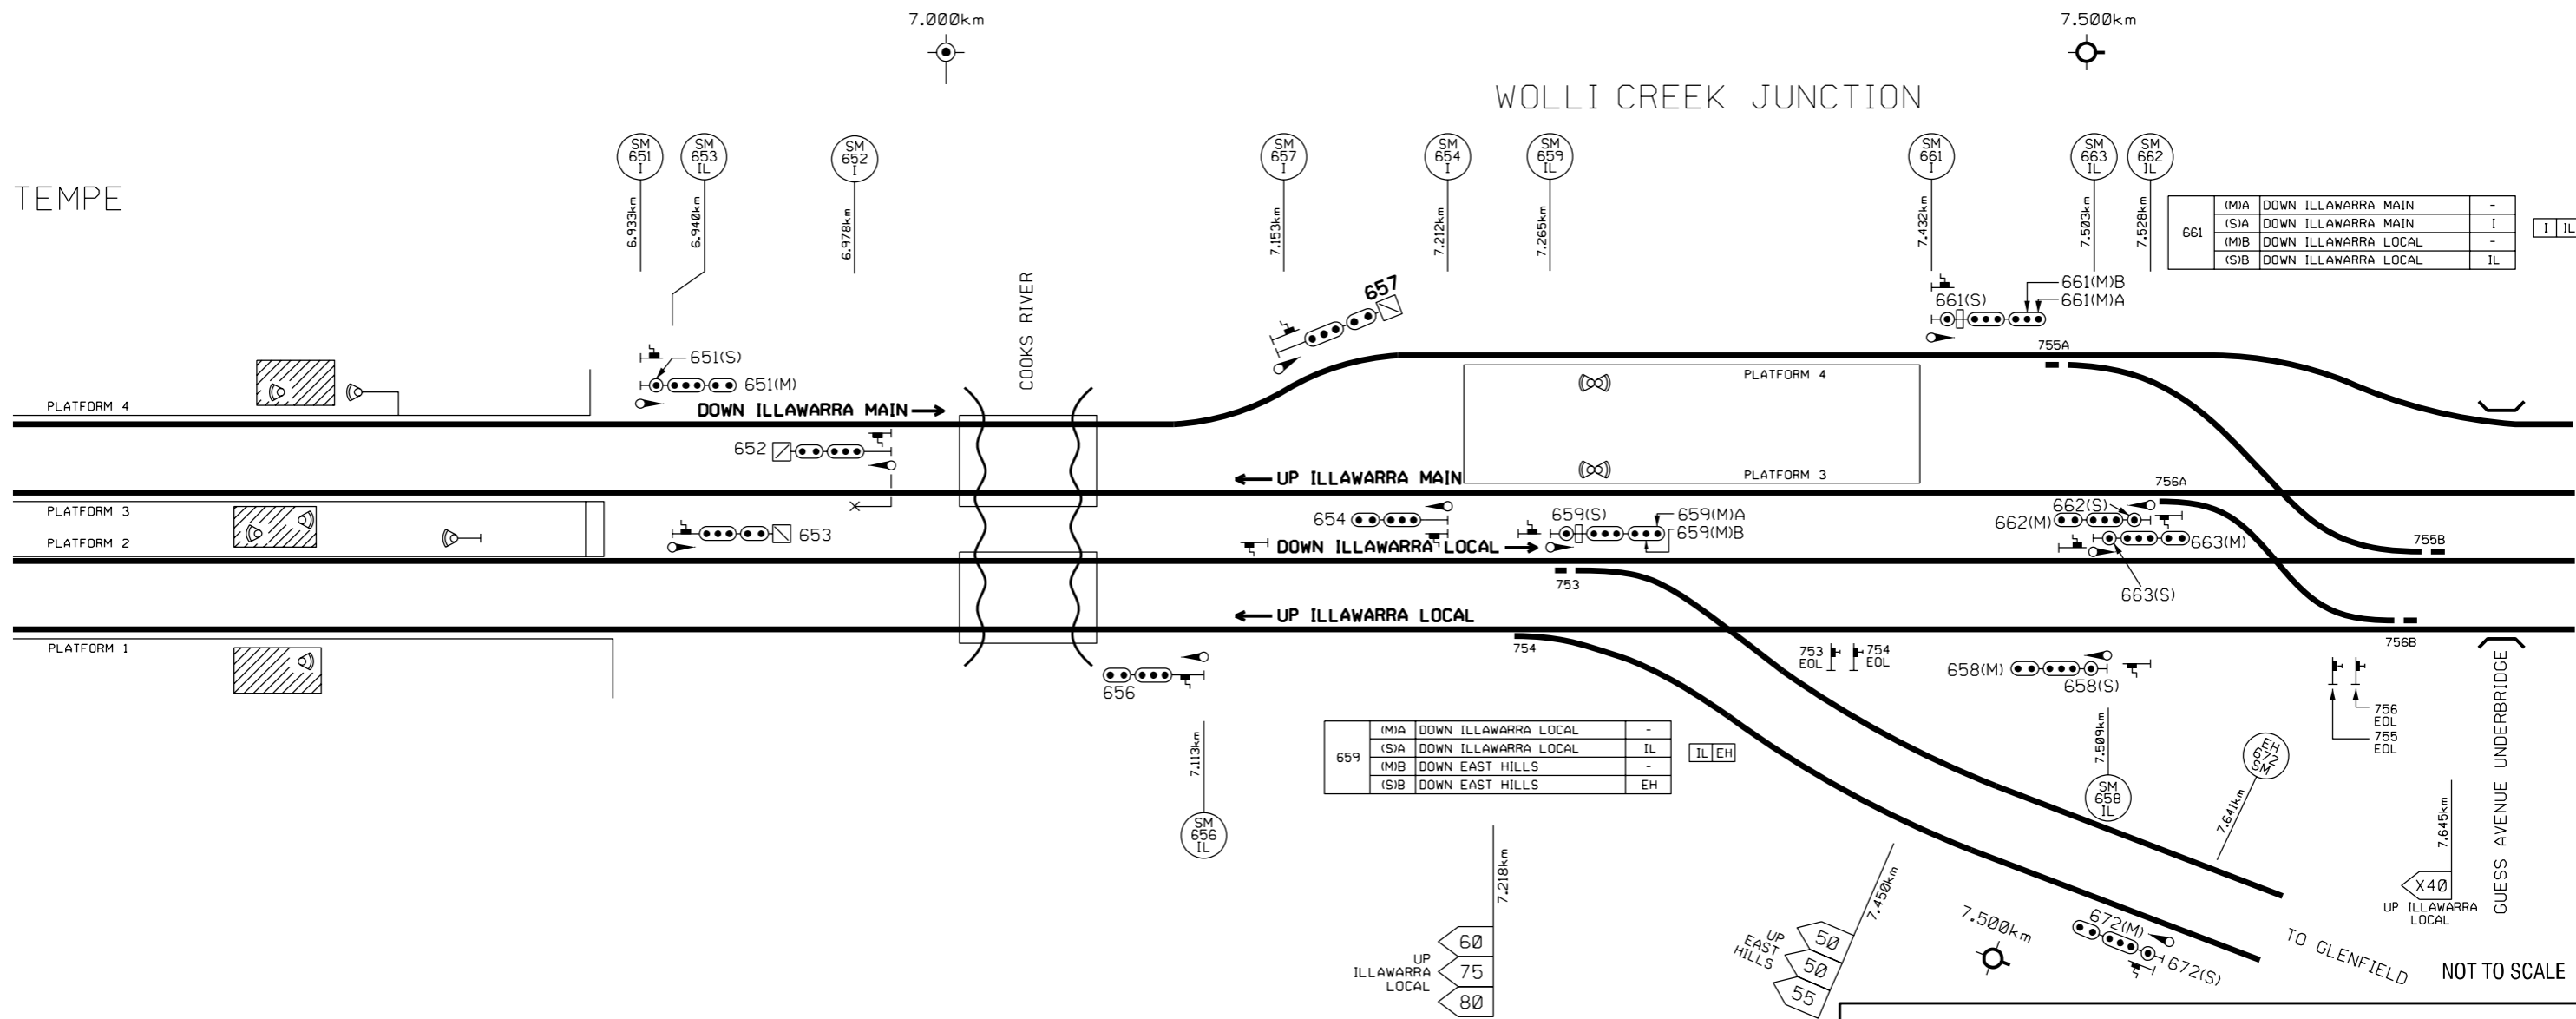 7.000km
7.500km
WOLLI CREEK JUNCTION
TEMPE
SM 651 I
SM 653 IL
SM 652 I
SM 657 I
SM 654 I
SM 659 IL
SM 661 I
SM 663 IL
SM 662 IL
6.933km
6.940km
6.978km
7.153km
7.212km
7.265km
7.432km
7.503km
7.528km
661
(M)A DOWN ILLAWARRA MAIN -
(S)A DOWN ILLAWARRA MAIN I
(M)B DOWN ILLAWARRA LOCAL -
(S)B DOWN ILLAWARRA LOCAL IL
I IL
COOKS RIVER
657
661(S)
661(M)B
661(M)A
651(S)
651(M)
755A
PLATFORM 4
PLATFORM 4
DOWN ILLAWARRA MAIN
652
UP ILLAWARRA MAIN
PLATFORM 3
756A
PLATFORM 3
PLATFORM 2
653
654
659(S)
659(M)A
659(M)B
662(S)
662(M)
663(M)
663(S)
755B
DOWN ILLAWARRA LOCAL
753
UP ILLAWARRA LOCAL
PLATFORM 1
754
756B
656
753 EOL
754 EOL
658(M)
658(S)
756 EOL
755 EOL
GUESS AVENUE UNDERBRIDGE
7.113km
SM 656 IL
659
(M)A DOWN ILLAWARRA LOCAL -
(S)A DOWN ILLAWARRA LOCAL IL
(M)B DOWN EAST HILLS -
(S)B DOWN EAST HILLS EH
IL EH
7.509km
SM 658 IL
EH 672 SM
7.641km
7.645km
X40
UP ILLAWARRA
LOCAL
7.218km
60
75
80
UP
ILLAWARRA
LOCAL
7.450km
UP
EAST
HILLS
50
50
55
7.500km
672(M)
672(S)
TO GLENFIELD
NOT TO SCALE